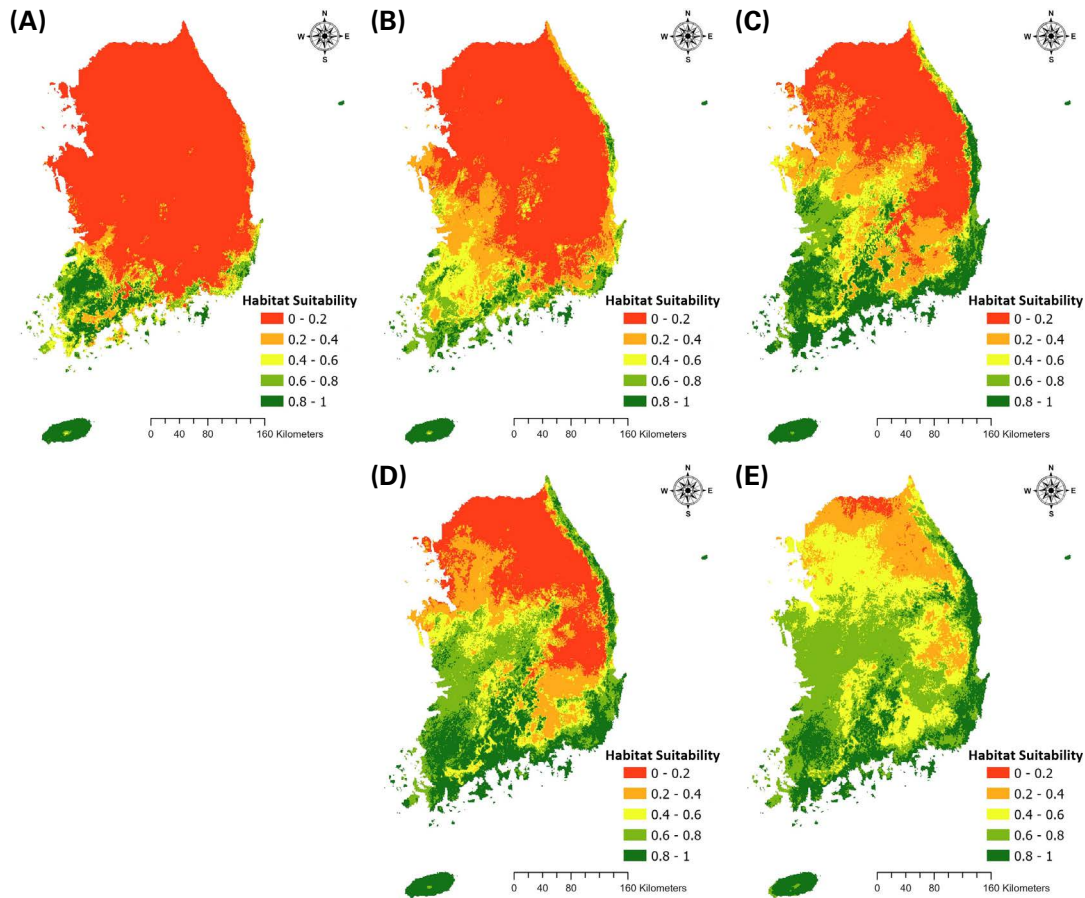 (A)
N
W E
S
Habitat Suitability
0 - 0.2
0.2 - 0.4
0.4 - 0.6
0.6 - 0.8
0.8 - 1
0 40 80 160 Kilometers
(B)
N
W E
S
Habitat Suitability
0 - 0.2
0.2 - 0.4
0.4 - 0.6
0.6 - 0.8
0.8 - 1
0 40 80 160 Kilometers
(C)
N
W E
S
Habitat Suitability
0 - 0.2
0.2 - 0.4
0.4 - 0.6
0.6 - 0.8
0.8 - 1
0 40 80 160 Kilometers
(D)
N
W E
S
Habitat Suitability
0 - 0.2
0.2 - 0.4
0.4 - 0.6
0.6 - 0.8
0.8 - 1
0 40 80 160 Kilometers
(E)
N
W E
S
Habitat Suitability
0 - 0.2
0.2 - 0.4
0.4 - 0.6
0.6 - 0.8
0.8 - 1
0 40 80 160 Kilometers